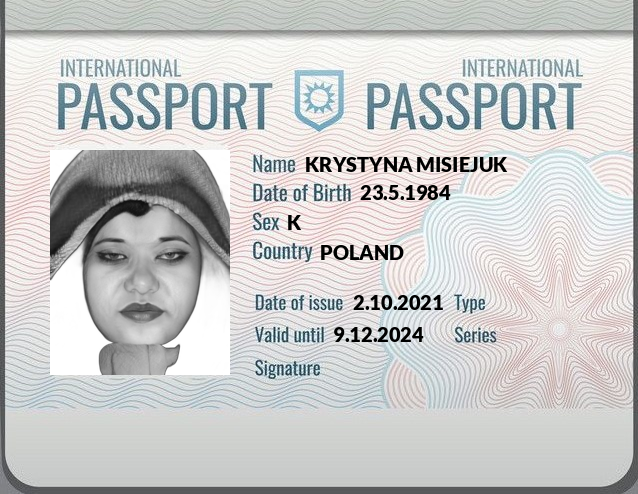 INTERNATIONAL INTERNATIONAL
PASSPORT PASSPORT
Name KRYSTYNA MISIEJUK
Date of Birth 23.5.1984
Sex K
Country POLAND
Date of issue 2.10.2021 Type
Valid until 9.12.2024 Series
Signature